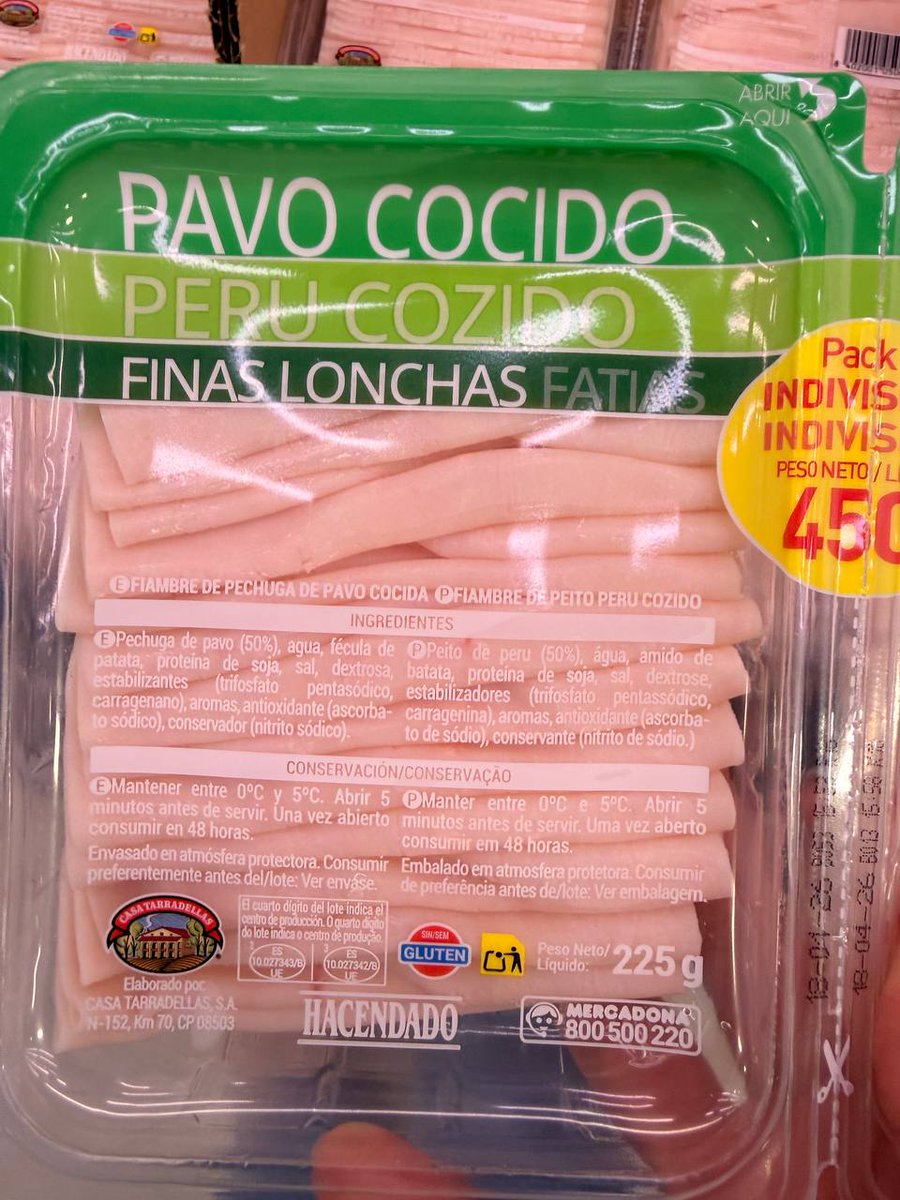 ABRIR
AQUÍ
PAVO COCIDO
PERU COZIDO
FINAS LONCHAS FATIAS
Pack
INDIVIS
INDIVIS
PESO NETO / LÍ
450
E FIAMBRE DE PECHUGA DE PAVO COCIDA P FIAMBRE DE PEITO PERU COZIDO
INGREDIENTES
E Pechuga de pavo (50%), agua, fécula de
patata, proteína de soja, sal, dextrosa,
estabilizantes (trifosfato pentasódico,
carragenano), aromas, antioxidante (ascorba-
to sódico), conservador (nitrito sódico).
P Peito de peru (50%), água, amido de
batata, proteína de soja, sal, dextrose,
estabilizadores (trifosfato pentassódico,
carragenina), aromas, antioxidante (ascorba-
to de sódio), conservante (nitrito de sódio.)
CONSERVACIÓN/CONSERVAÇÃO
E Mantener entre 0ºC y 5ºC. Abrir 5
minutos antes de servir. Una vez abierto
consumir en 48 horas.
Envasado en atmósfera protectora. Consumir
preferentemente antes del/lote: Ver envase.
P Manter entre 0ºC e 5ºC. Abrir 5
minutos antes de servir. Uma vez aberto
consumir em 48 horas.
Embalado em atmosfera protetora. Consumir
de preferência antes de/lote: Ver embalagem.
CASA TARRADELLAS
Elaborado por:
CASA TARRADELLAS, S.A.
N-152, Km 70, CP 08503
El cuarto dígito del lote indica el
centro de producción. O quarto dígito
do lote indica o centro de produção
ES
10.027343/B
UE
ES
10.027342/B
UE
SIN/SEM
GLUTEN
Peso Neto/
Líquido: 225 g
HACENDADO
MERCADONA
800 500 220
18-04-26
18-04-26 B013